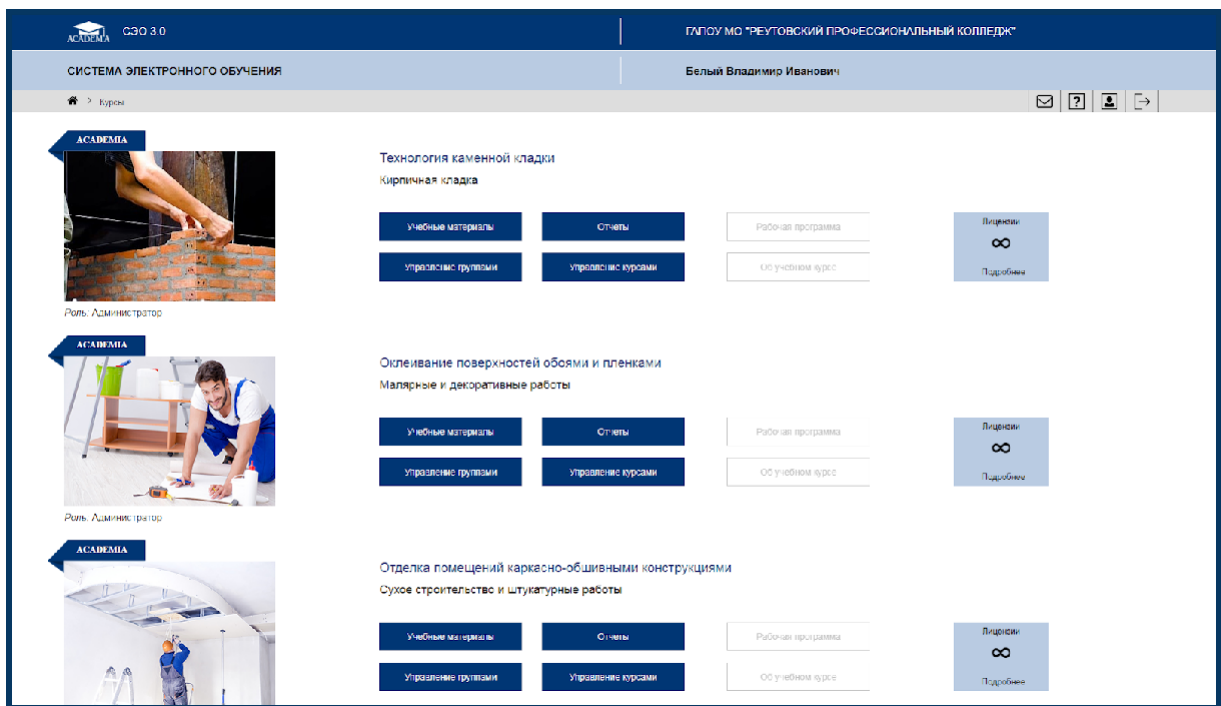 ACADEMIA
СЭО 3.0
ГАПОУ МО "РЕУТОВСКИЙ ПРОФЕССИОНАЛЬНЫЙ КОЛЛЕДЖ"
СИСТЕМА ЭЛЕКТРОННОГО ОБУЧЕНИЯ
Белый Владимир Иванович
> Курсы
?
ACADEMIA
Технология каменной кладки
Кирпичная кладка
Учебные материалы
Отчеты
Рабочая программа
Лицензии
∞
Управление группами
Управление курсами
Об учебном курсе
Подробнее
Роль: Администратор
ACADEMIA
Оклеивание поверхностей обоями и пленками
Малярные и декоративные работы
Учебные материалы
Отчеты
Рабочая программа
Лицензии
∞
Управление группами
Управление курсами
Об учебном курсе
Подробнее
Роль: Администратор
ACADEMIA
Отделка помещений каркасно-обшивными конструкциями
Сухое строительство и штукатурные работы
Учебные материалы
Отчеты
Рабочая программа
Лицензии
∞
Управление группами
Управление курсами
Об учебном курсе
Подробнее